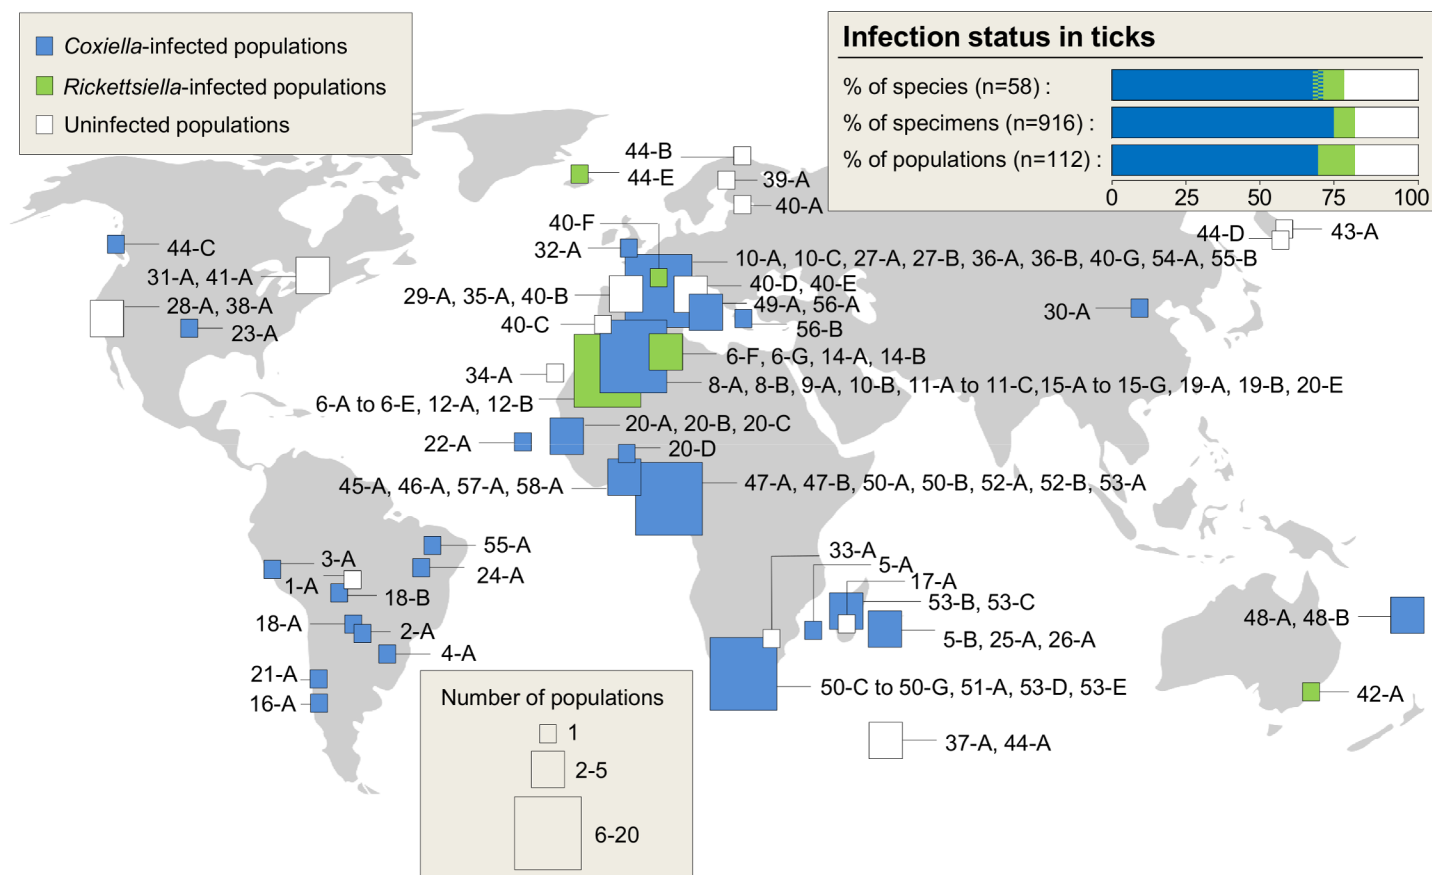 Coxiella-infected populations
Rickettsiella-infected populations
Uninfected populations
Infection status in ticks
% of species (n=58) :
% of specimens (n=916) :
% of populations (n=112) :
0 25 50 75 100
44-B
44-E
39-A
40-A
40-F
32-A
44-C
31-A, 41-A
28-A, 38-A
23-A
10-A, 10-C, 27-A, 27-B, 36-A, 36-B, 40-G, 54-A, 55-B
44-D
43-A
29-A, 35-A, 40-B
40-D, 40-E
49-A, 56-A
30-A
40-C
56-B
34-A
6-F, 6-G, 14-A, 14-B
8-A, 8-B, 9-A, 10-B, 11-A to 11-C,15-A to 15-G, 19-A, 19-B, 20-E
6-A to 6-E, 12-A, 12-B
20-A, 20-B, 20-C
22-A
20-D
45-A, 46-A, 57-A, 58-A
47-A, 47-B, 50-A, 50-B, 52-A, 52-B, 53-A
55-A
3-A
24-A
1-A
18-B
33-A
5-A
17-A
53-B, 53-C
18-A
2-A
5-B, 25-A, 26-A
48-A, 48-B
4-A
21-A
16-A
50-C to 50-G, 51-A, 53-D, 53-E
42-A
37-A, 44-A
Number of populations
1
2-5
6-20